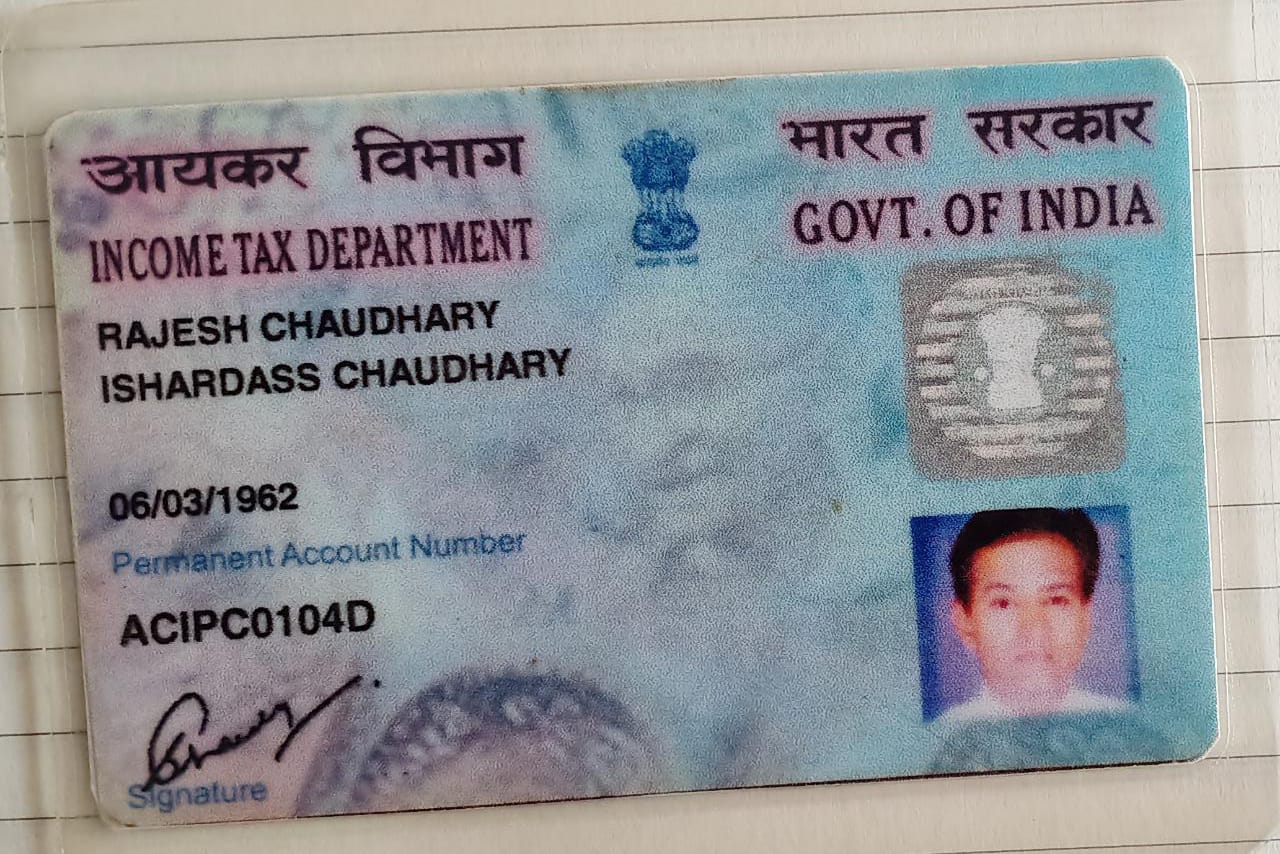 आयकर विभाग
INCOME TAX DEPARTMENT
भारत सरकार
GOVT. OF INDIA
RAJESH CHAUDHARY
ISHARDASS CHAUDHARY
06/03/1962
Permanent Account Number
ACIPC0104D
Signature